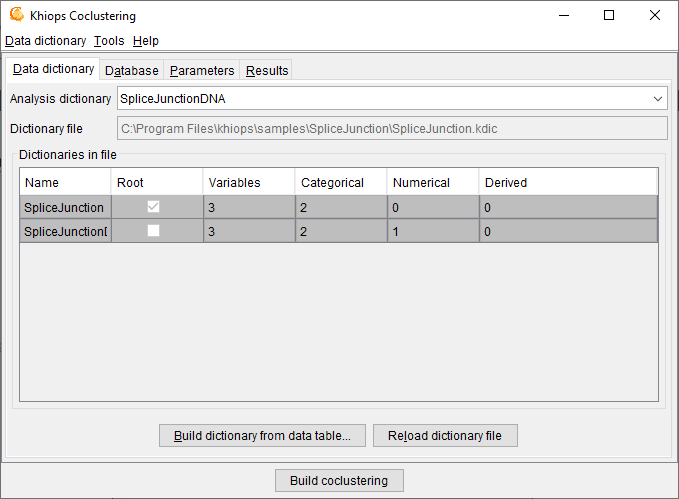 Khiops Coclustering
Data dictionary Tools Help
Data dictionary Database Parameters Results
Analysis dictionary SpliceJunctionDNA
Dictionary file C:\Program Files\khiops\samples\SpliceJunction\SpliceJunction.kdic
Dictionaries in file
Name Root Variables Categorical Numerical Derived
SpliceJunction 3 2 0 0
SpliceJunctionD 3 2 1 0
Build dictionary from data table... Reload dictionary file
Build coclustering